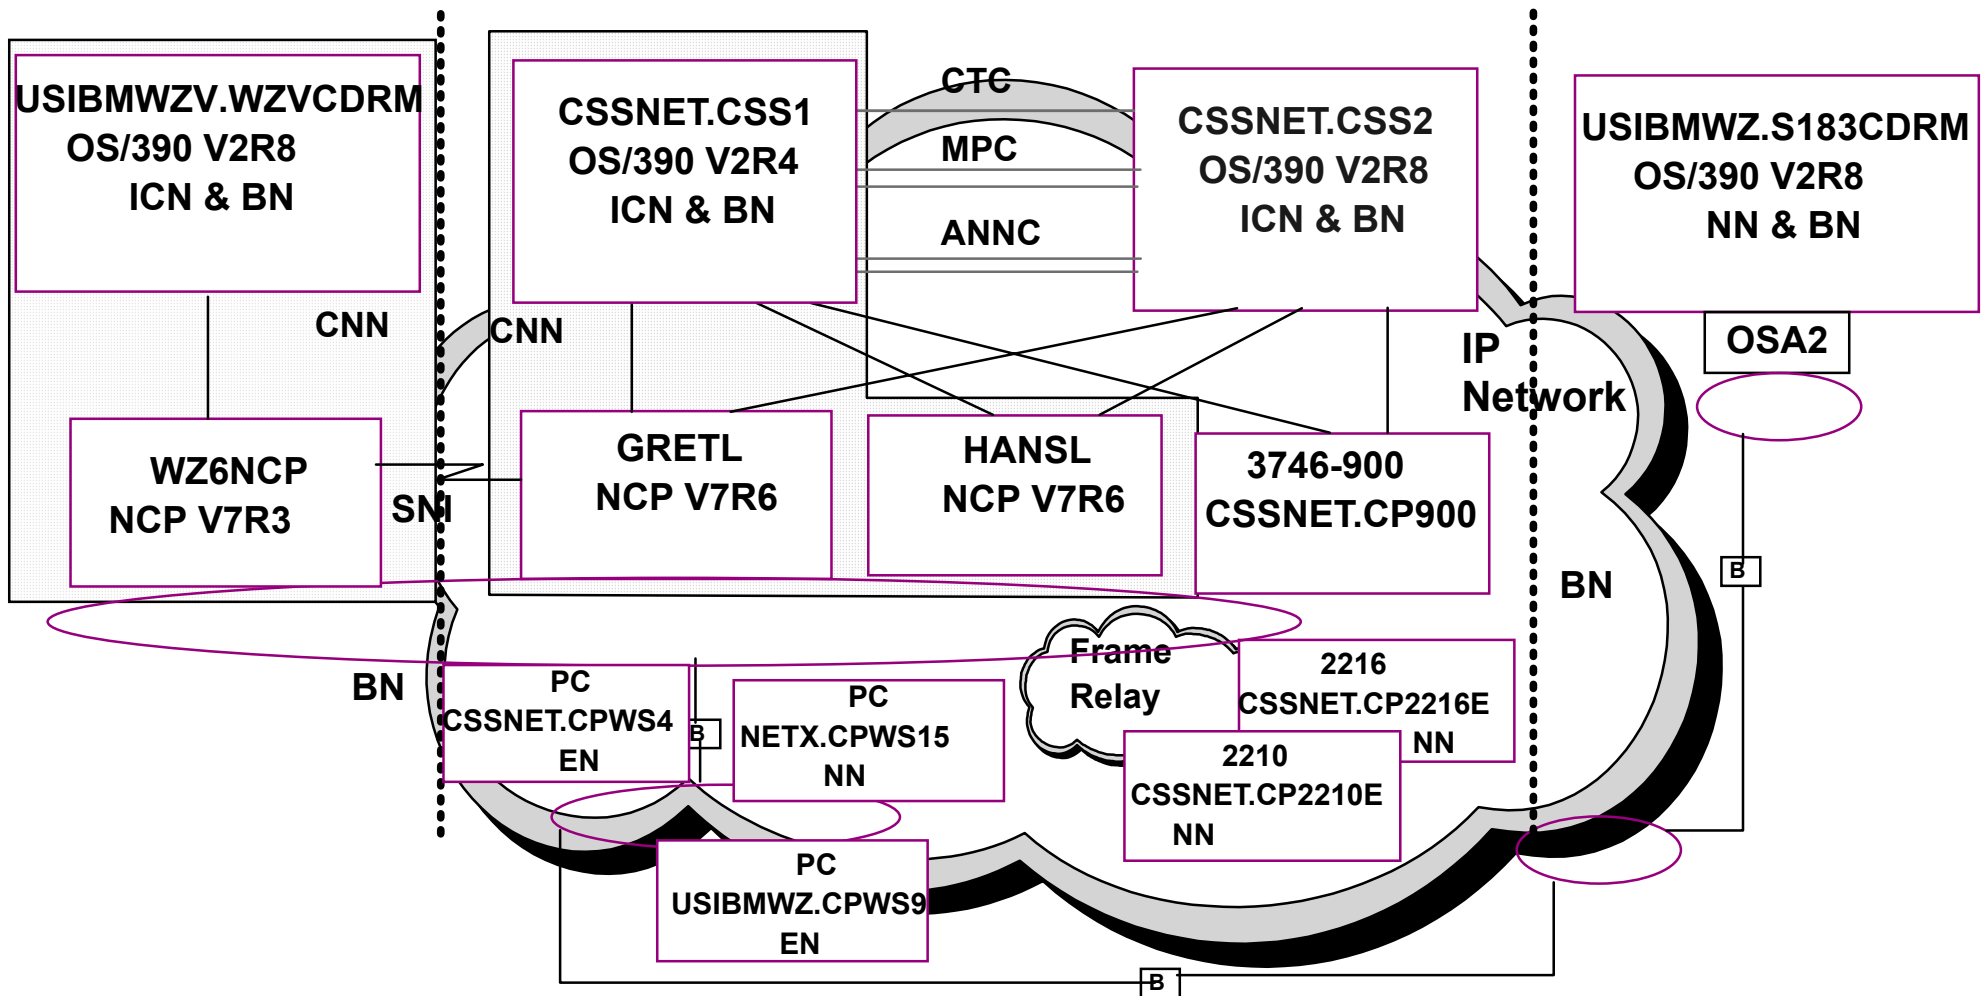 USIBMWZV.WZVCDRM
OS/390 V2R8
ICN & BN
CNN
WZ6NCP
NCP V7R3
SNI
CSSNET.CSS1
OS/390 V2R4
ICN & BN
CNN
CTC
MPC
ANNC
CSSNET.CSS2
OS/390 V2R8
ICN & BN
USIBMWZ.S183CDRM
OS/390 V2R8
NN & BN
OSA2
IP
Network
GRETL
NCP V7R6
HANSL
NCP V7R6
3746-900
CSSNET.CP900
BN
B
BN
PC
CSSNET.CPWS4
EN
B
PC
NETX.CPWS15
NN
Frame
Relay
2216
CSSNET.CP2216E
NN
2210
CSSNET.CP2210E
NN
PC
USIBMWZ.CPWS9
EN
B